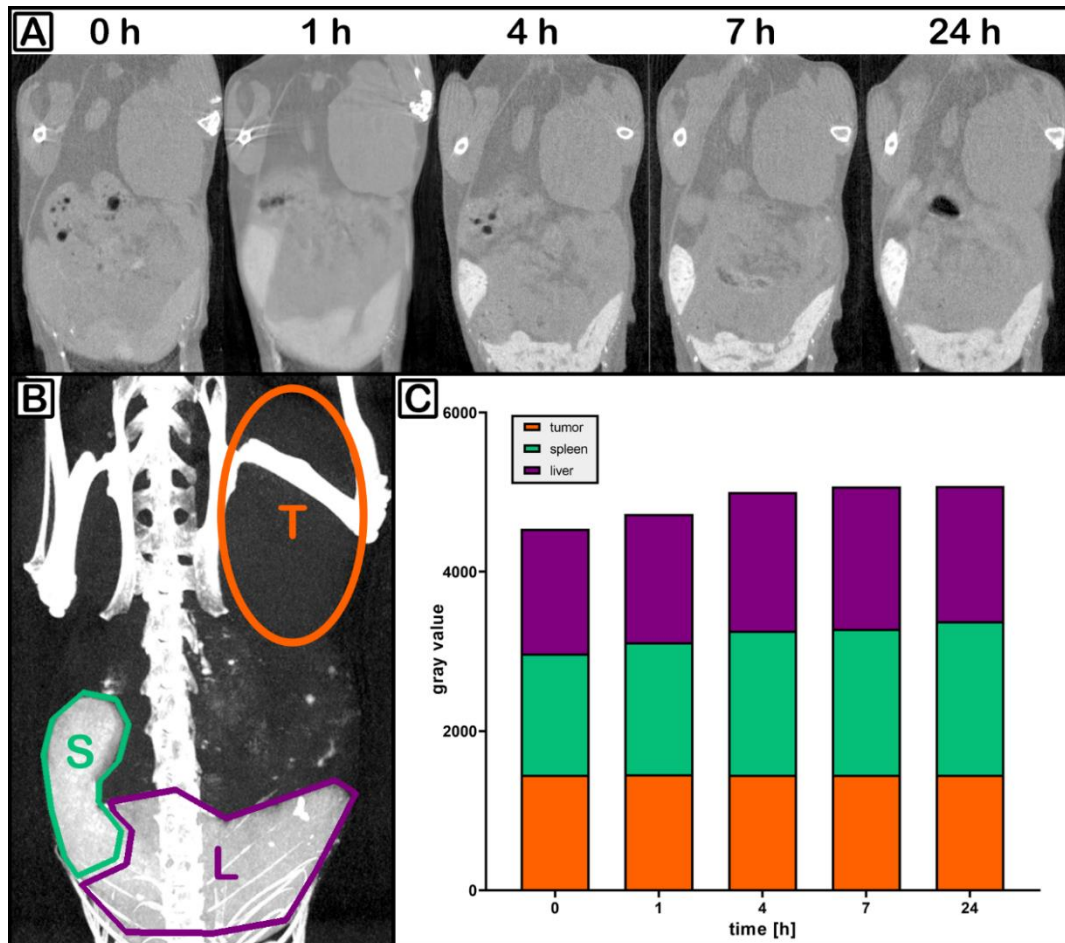 A
0 h 1 h 4 h 7 h 24 h
B
T
S
L
C
6000
4000
2000
0
gray value
tumor
spleen
liver
0 1 4 7 24
time [h]